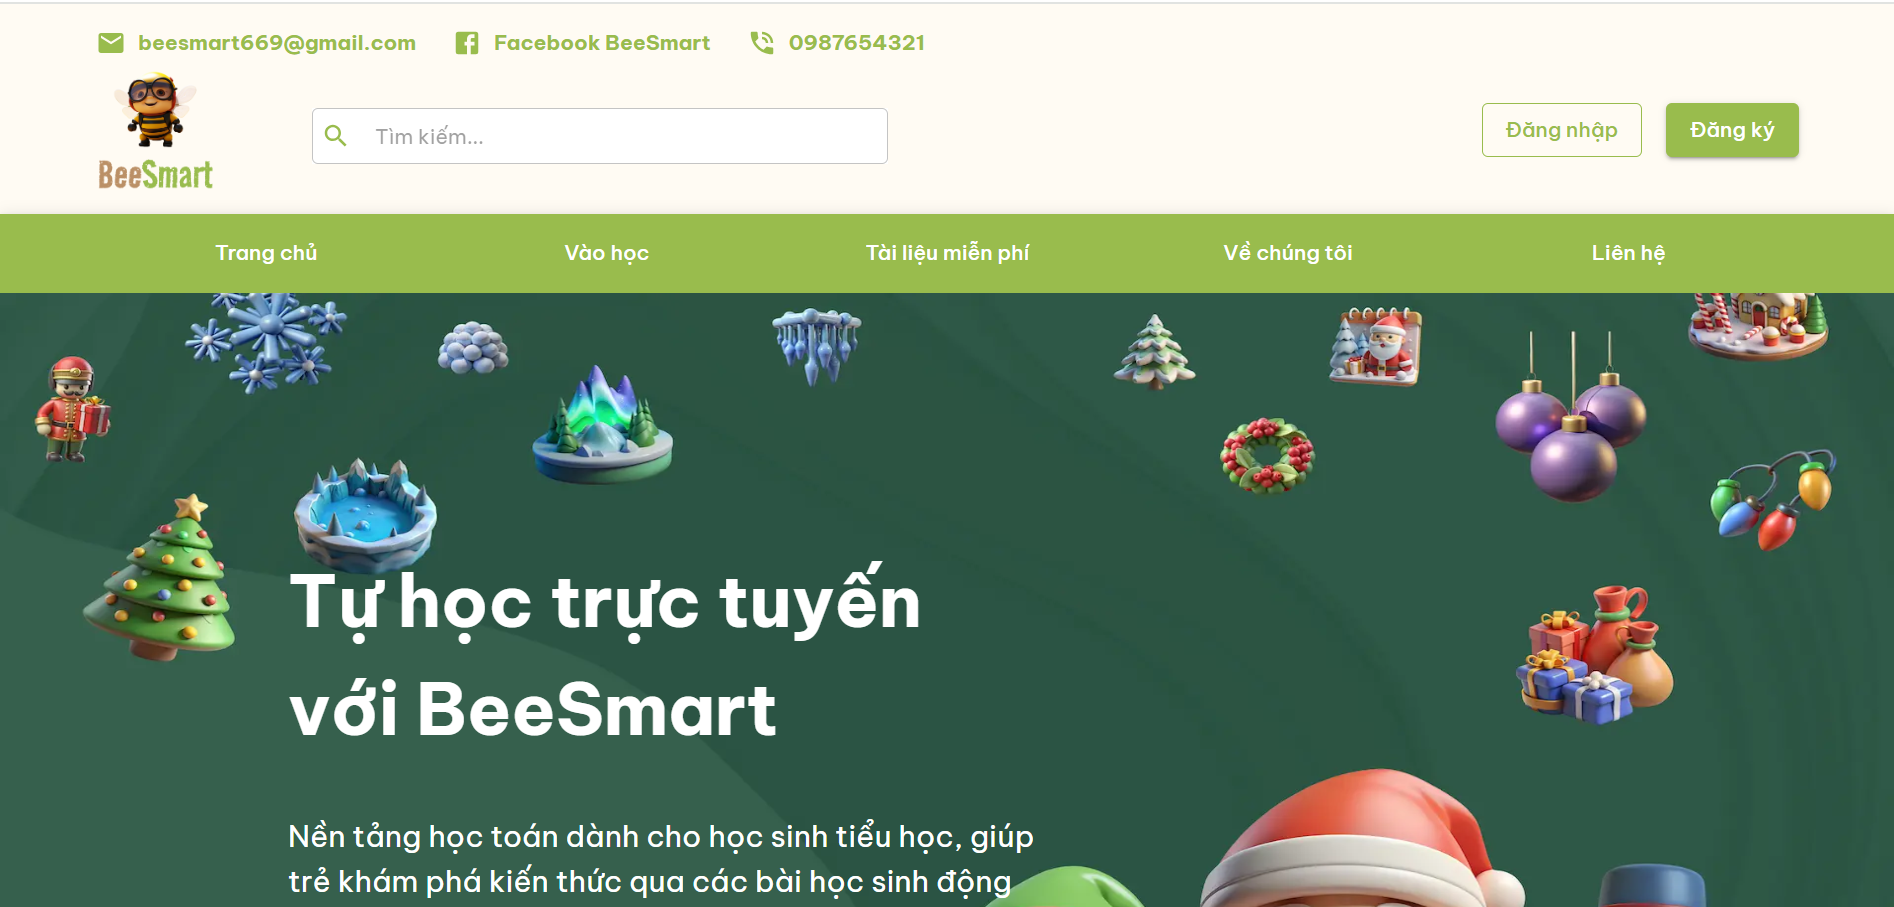 beesmart669@gmail.com Facebook BeeSmart 0987654321
BeeSmart
Tìm kiếm...
Đăng nhập Đăng ký
Trang chủ Vào học Tài liệu miễn phí Về chúng tôi Liên hệ
Tự học trực tuyến
với BeeSmart
Nền tảng học toán dành cho học sinh tiểu học, giúp
trẻ khám phá kiến thức qua các bài học sinh động